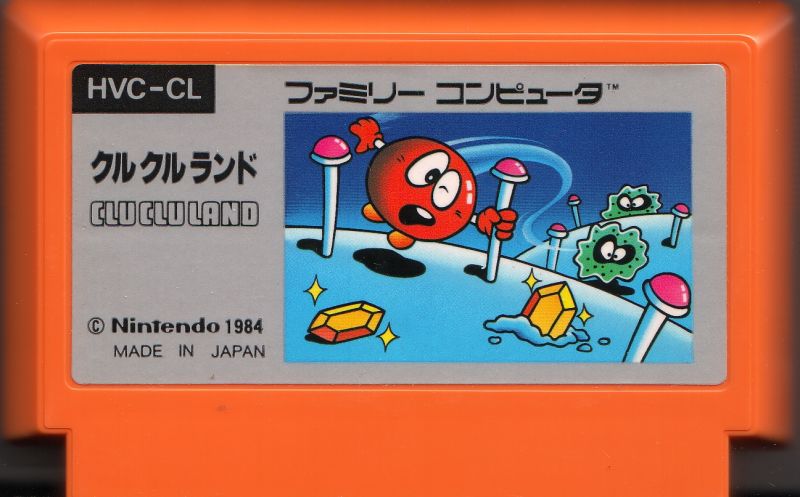 HVC-CL
ファミリー コンピュータ™
クルクルランド
CLU CLU LAND
© Nintendo 1984
MADE IN JAPAN